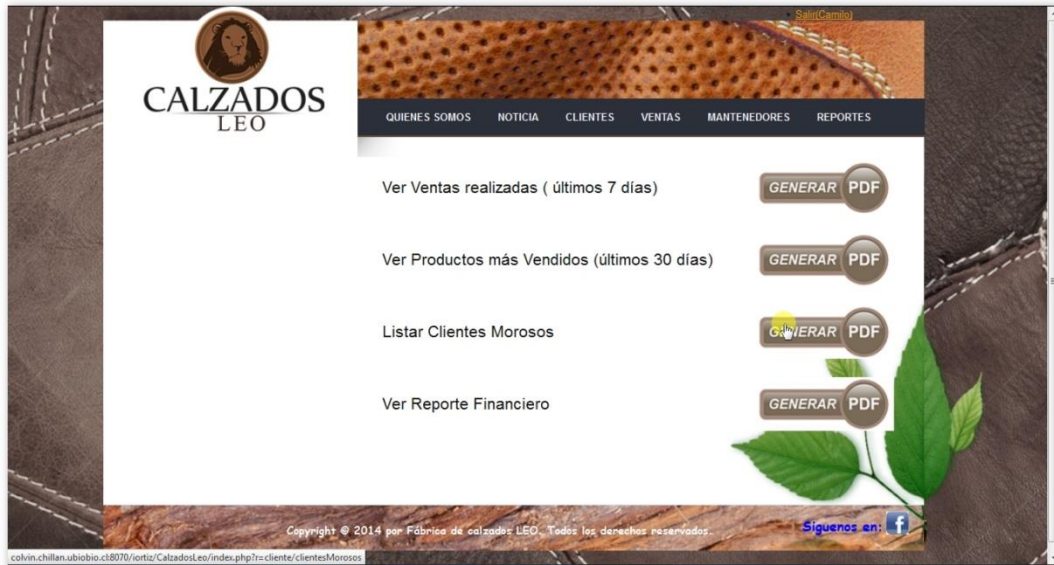 Salir(Camilo)
CALZADOS
LEO
QUIENES SOMOS NOTICIA CLIENTES VENTAS MANTENEDORES REPORTES
Ver Ventas realizadas ( últimos 7 días) GENERAR PDF
Ver Productos más Vendidos (últimos 30 días) GENERAR PDF
Listar Clientes Morosos GENERAR PDF
Ver Reporte Financiero GENERAR PDF
Copyright © 2014 por Fábrica de calzados LEO. Todos los derechos reservados.
Siguenos en: f
colvin.chillan.ubiobio.cl:8070/iortiz/CalzadosLeo/index.php?r=cliente/clientesMorosos